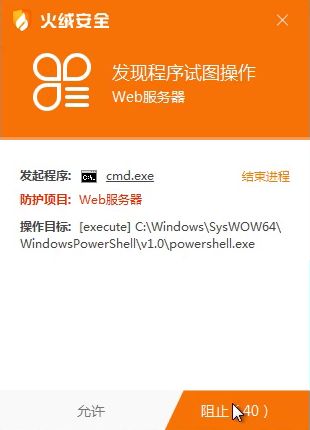 火绒安全
发现程序试图操作
Web服务器
发起程序: cmd.exe 结束进程
防护项目: Web服务器
操作目标: [execute] C:\Windows\SysWOW64\
WindowsPowerShell\v1.0\powershell.exe
允许
阻止 40 )